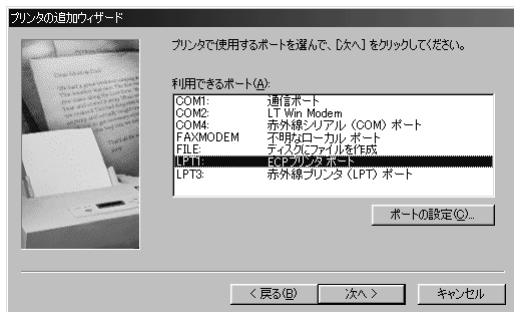 プリンタの追加ウィザード
プリンタで使用するポートを選んで、[次へ] をクリックしてください。
利用できるポート(A):
COM1: 通信ポート
COM2: LT Win Modem
COM4: 赤外線シリアル (COM) ポート
FAXMODEM 不明なローカル ポート
FILE: ディスクにファイルを作成
LPT1: ECPプリンタ ポート
LPT3: 赤外線プリンタ (LPT) ポート
ポートの設定(C)...
< 戻る(B)
次へ >
キャンセル